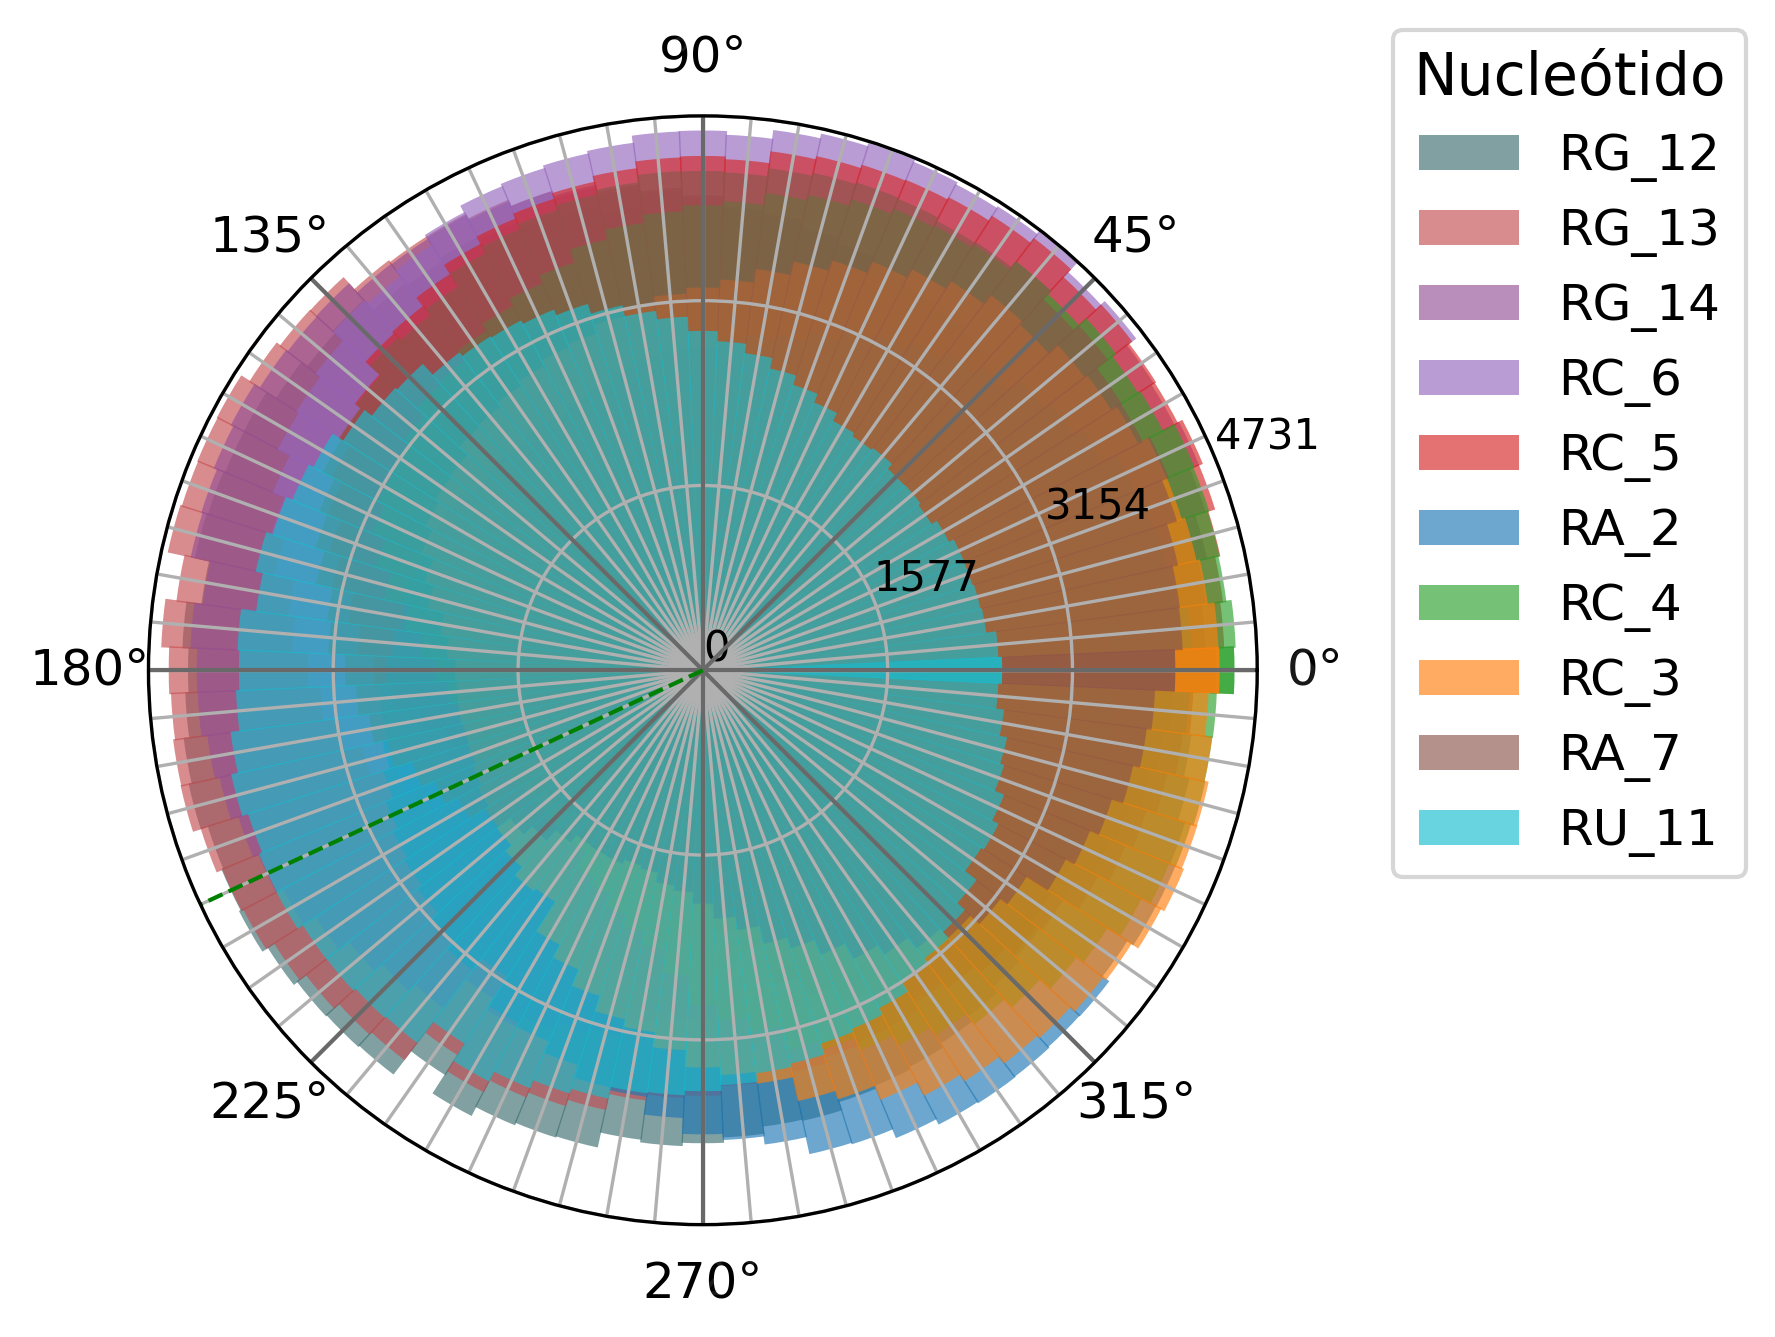 90°
135°
45°
180°
0°
225°
315°
270°
4731
3154
1577
0
Nucleótido
RG_12
RG_13
RG_14
RC_6
RC_5
RA_2
RC_4
RC_3
RA_7
RU_11